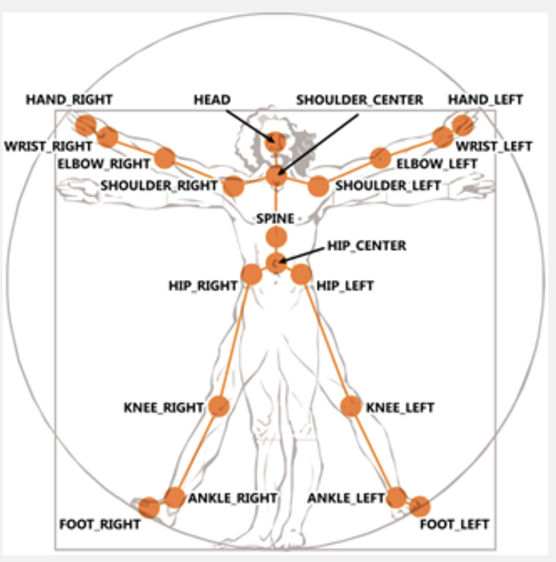 HAND_RIGHT HEAD SHOULDER_CENTER HAND_LEFT
WRIST_RIGHT WRIST_LEFT
ELBOW_RIGHT ELBOW_LEFT
SHOULDER_RIGHT SHOULDER_LEFT
SPINE
HIP_CENTER
HIP_RIGHT HIP_LEFT
KNEE_RIGHT KNEE_LEFT
ANKLE_RIGHT ANKLE_LEFT
FOOT_RIGHT FOOT_LEFT